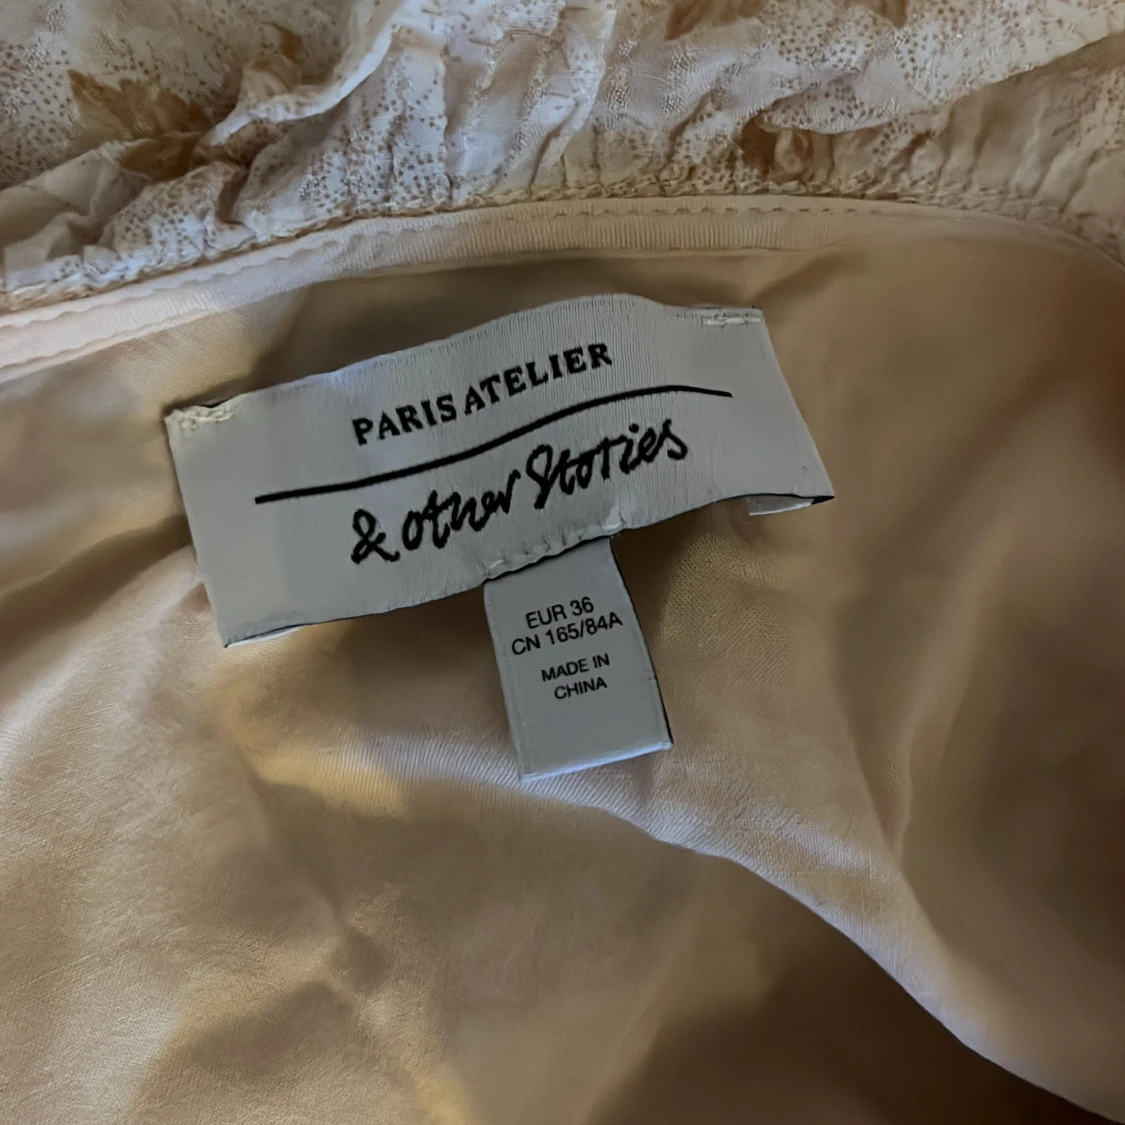 PARIS ATELIER
& other Stories
EUR 36
CN 165/84A
MADE IN
CHINA